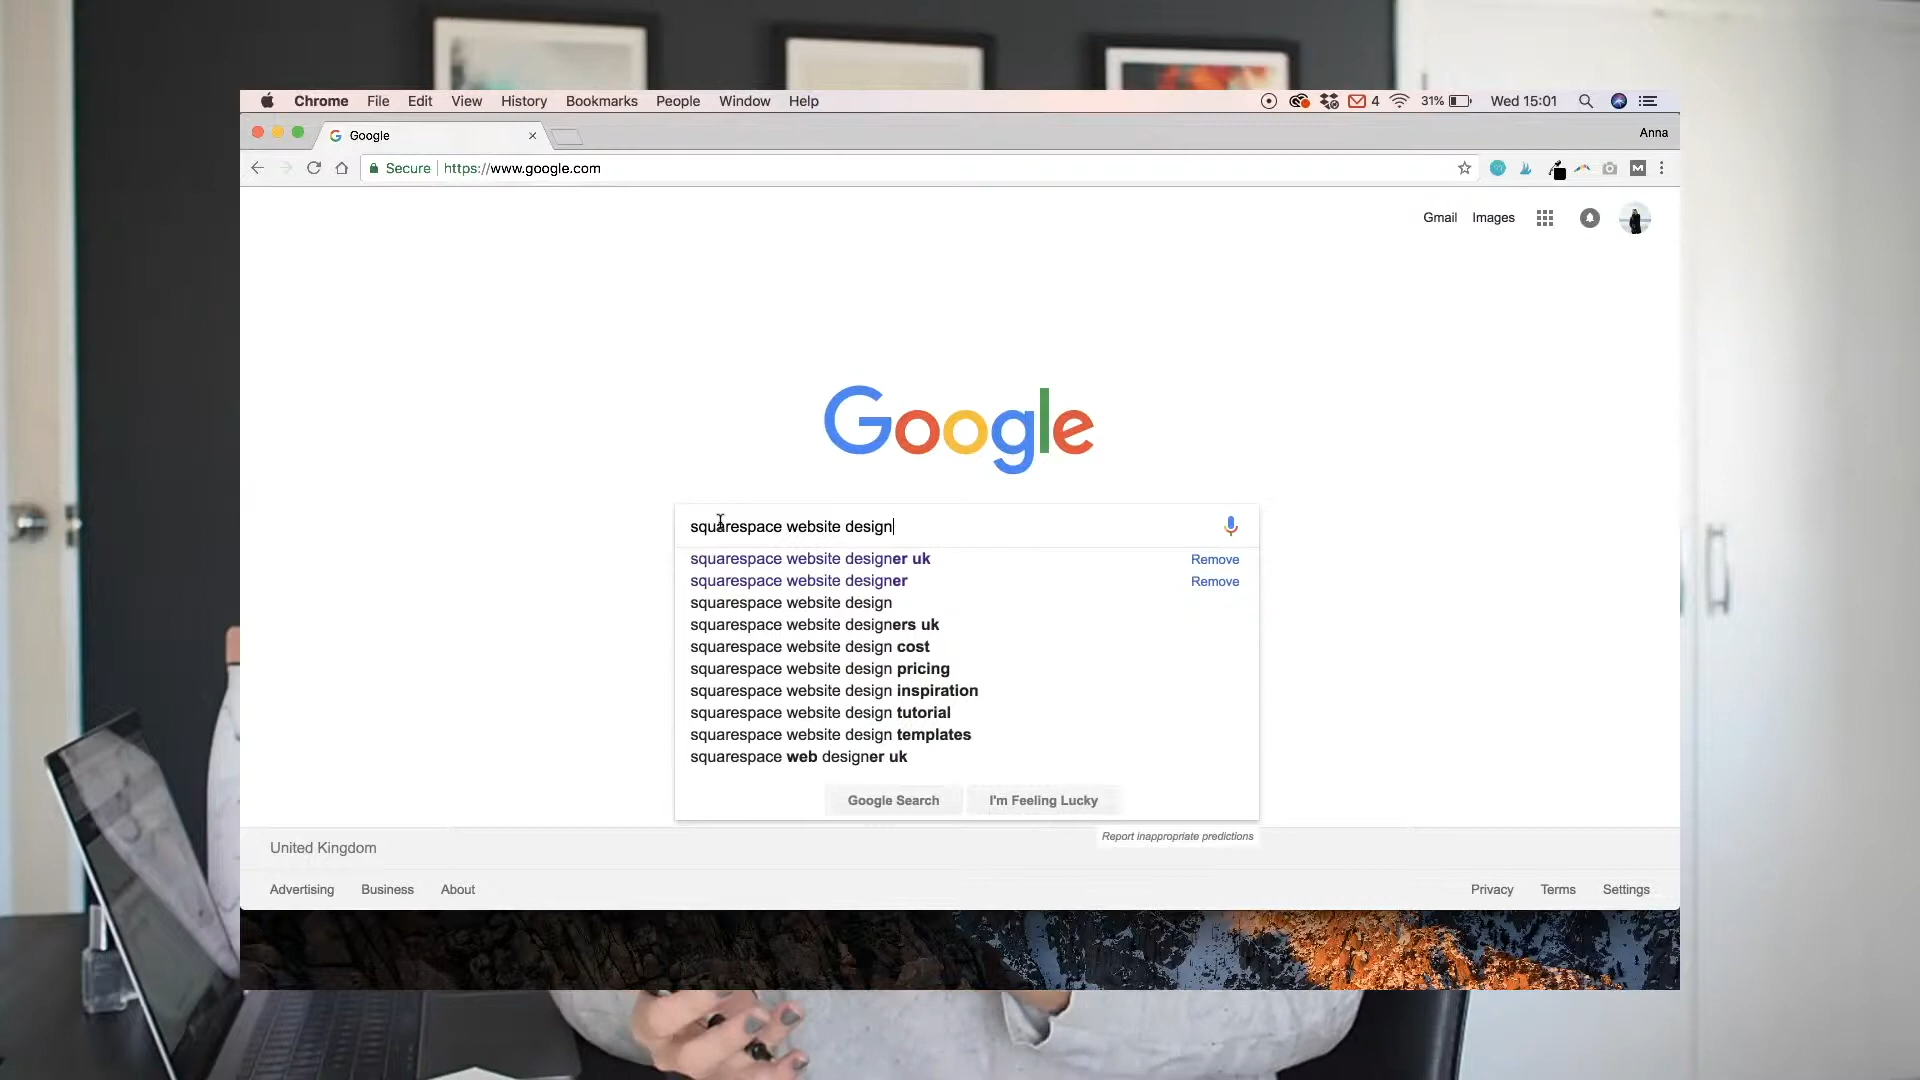 Chrome File Edit View History Bookmarks People Window Help 4 31% Wed 15:01
Google Anna
Secure https://www.google.com
M
Gmail Images
Google
squarespace website design
squarespace website designer uk Remove
squarespace website designer Remove
squarespace website design
squarespace website designers uk
squarespace website design cost
squarespace website design pricing
squarespace website design inspiration
squarespace website design tutorial
squarespace website design templates
squarespace web designer uk
Google Search I'm Feeling Lucky
Report inappropriate predictions
United Kingdom
Advertising Business About Privacy Terms Settings